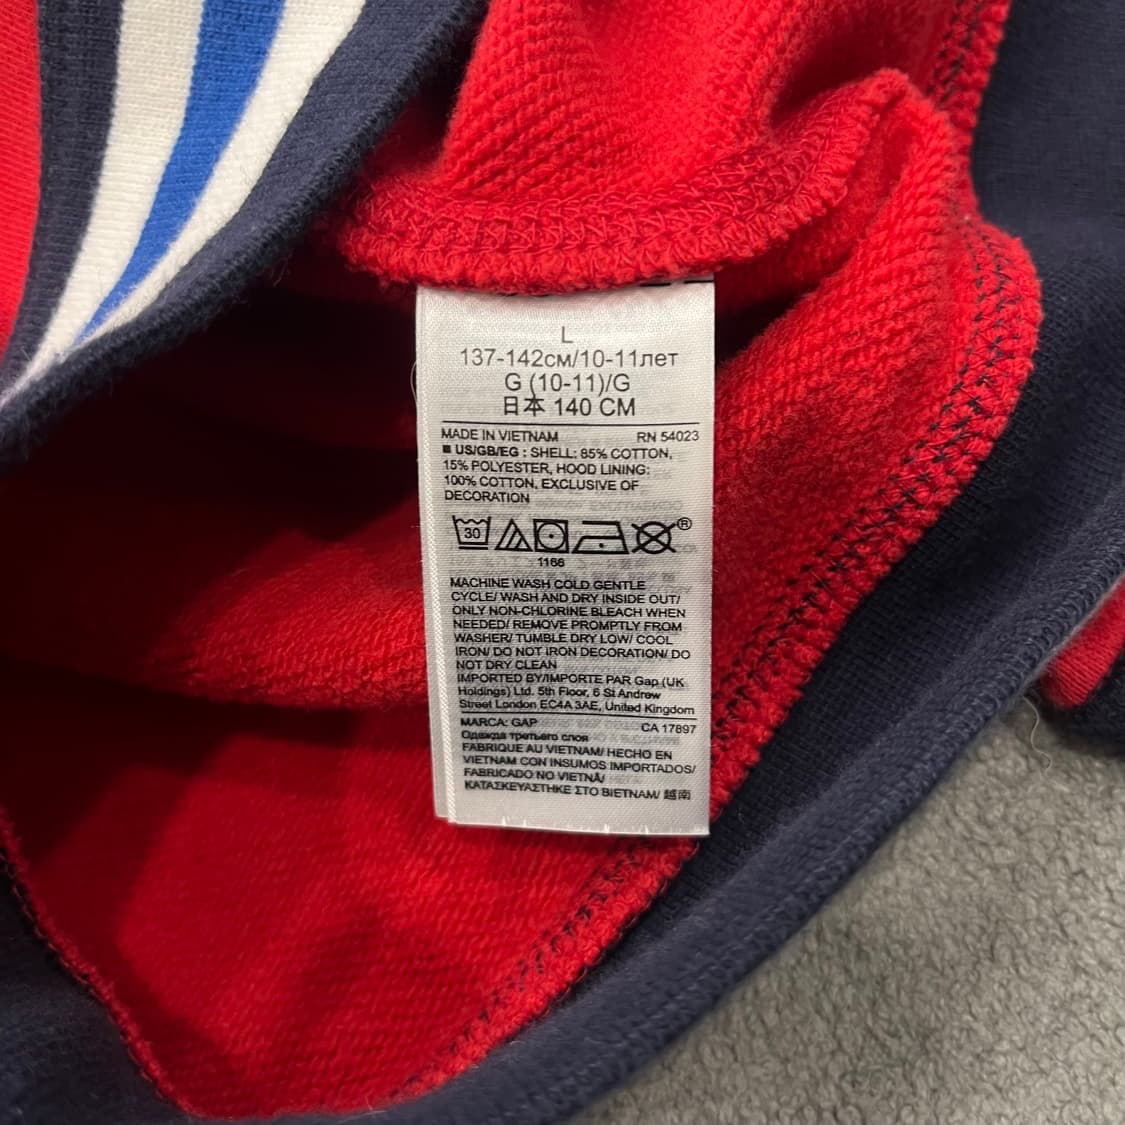 L
137-142см/10-11лет
G (10-11)/G
日本 140 CM
MADE IN VIETNAM RN 54023
■ US/GB/EG : SHELL: 85% COTTON,
15% POLYESTER, HOOD LINING:
100% COTTON, EXCLUSIVE OF
DECORATION
30 ®
1166
MACHINE WASH COLD GENTLE
CYCLE/ WASH AND DRY INSIDE OUT/
ONLY NON-CHLORINE BLEACH WHEN
NEEDED/ REMOVE PROMPTLY FROM
WASHER/ TUMBLE DRY LOW/ COOL
IRON/ DO NOT IRON DECORATION/ DO
NOT DRY CLEAN
IMPORTED BY/IMPORTE PAR Gap (UK
Holdings) Ltd. 5th Floor, 6 St Andrew
Street London EC4A 3AE, United Kingdom
MARCA: GAP CA 17897
Одежда третьего слоя
FABRIQUE AU VIETNAM/ HECHO EN
VIETNAM CON INSUMOS IMPORTADOS/
FABRICADO NO VIETNÃ/
ΚΑΤΑΣΚΕΥΑΣΤΗΚΕ ΣΤΟ ΒΙΕΤΝΑΜ/ 越南